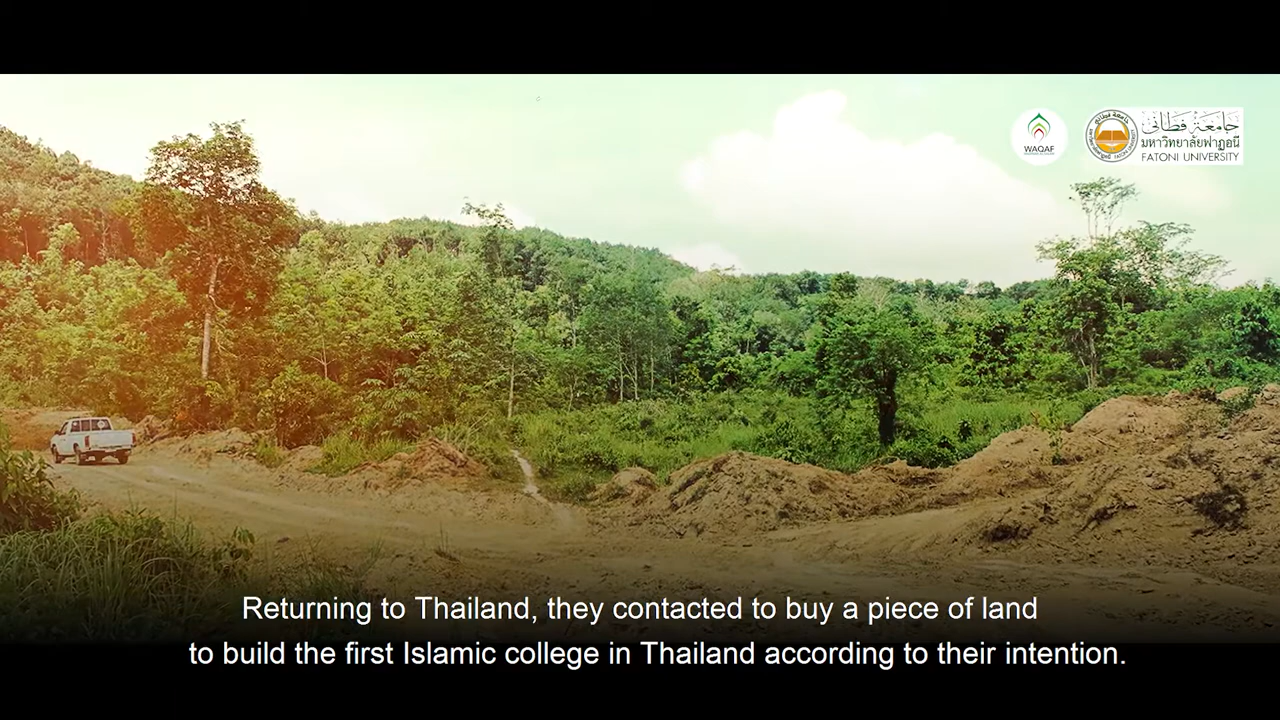 WAQAF
جامعة فطاني
มหาวิทยาลัยฟาฏอนี
FATONI UNIVERSITY
Returning to Thailand, they contacted to buy a piece of land
to build the first Islamic college in Thailand according to their intention.